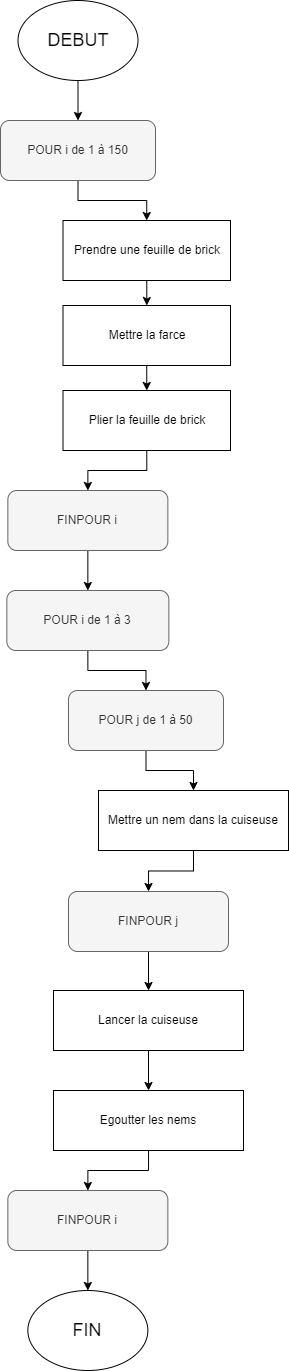 DEBUT
POUR i de 1 à 150
Prendre une feuille de brick
Mettre la farce
Plier la feuille de brick
FINPOUR i
POUR i de 1 à 3
POUR j de 1 à 50
Mettre un nem dans la cuiseuse
FINPOUR j
Lancer la cuiseuse
Egoutter les nems
FINPOUR i
FIN